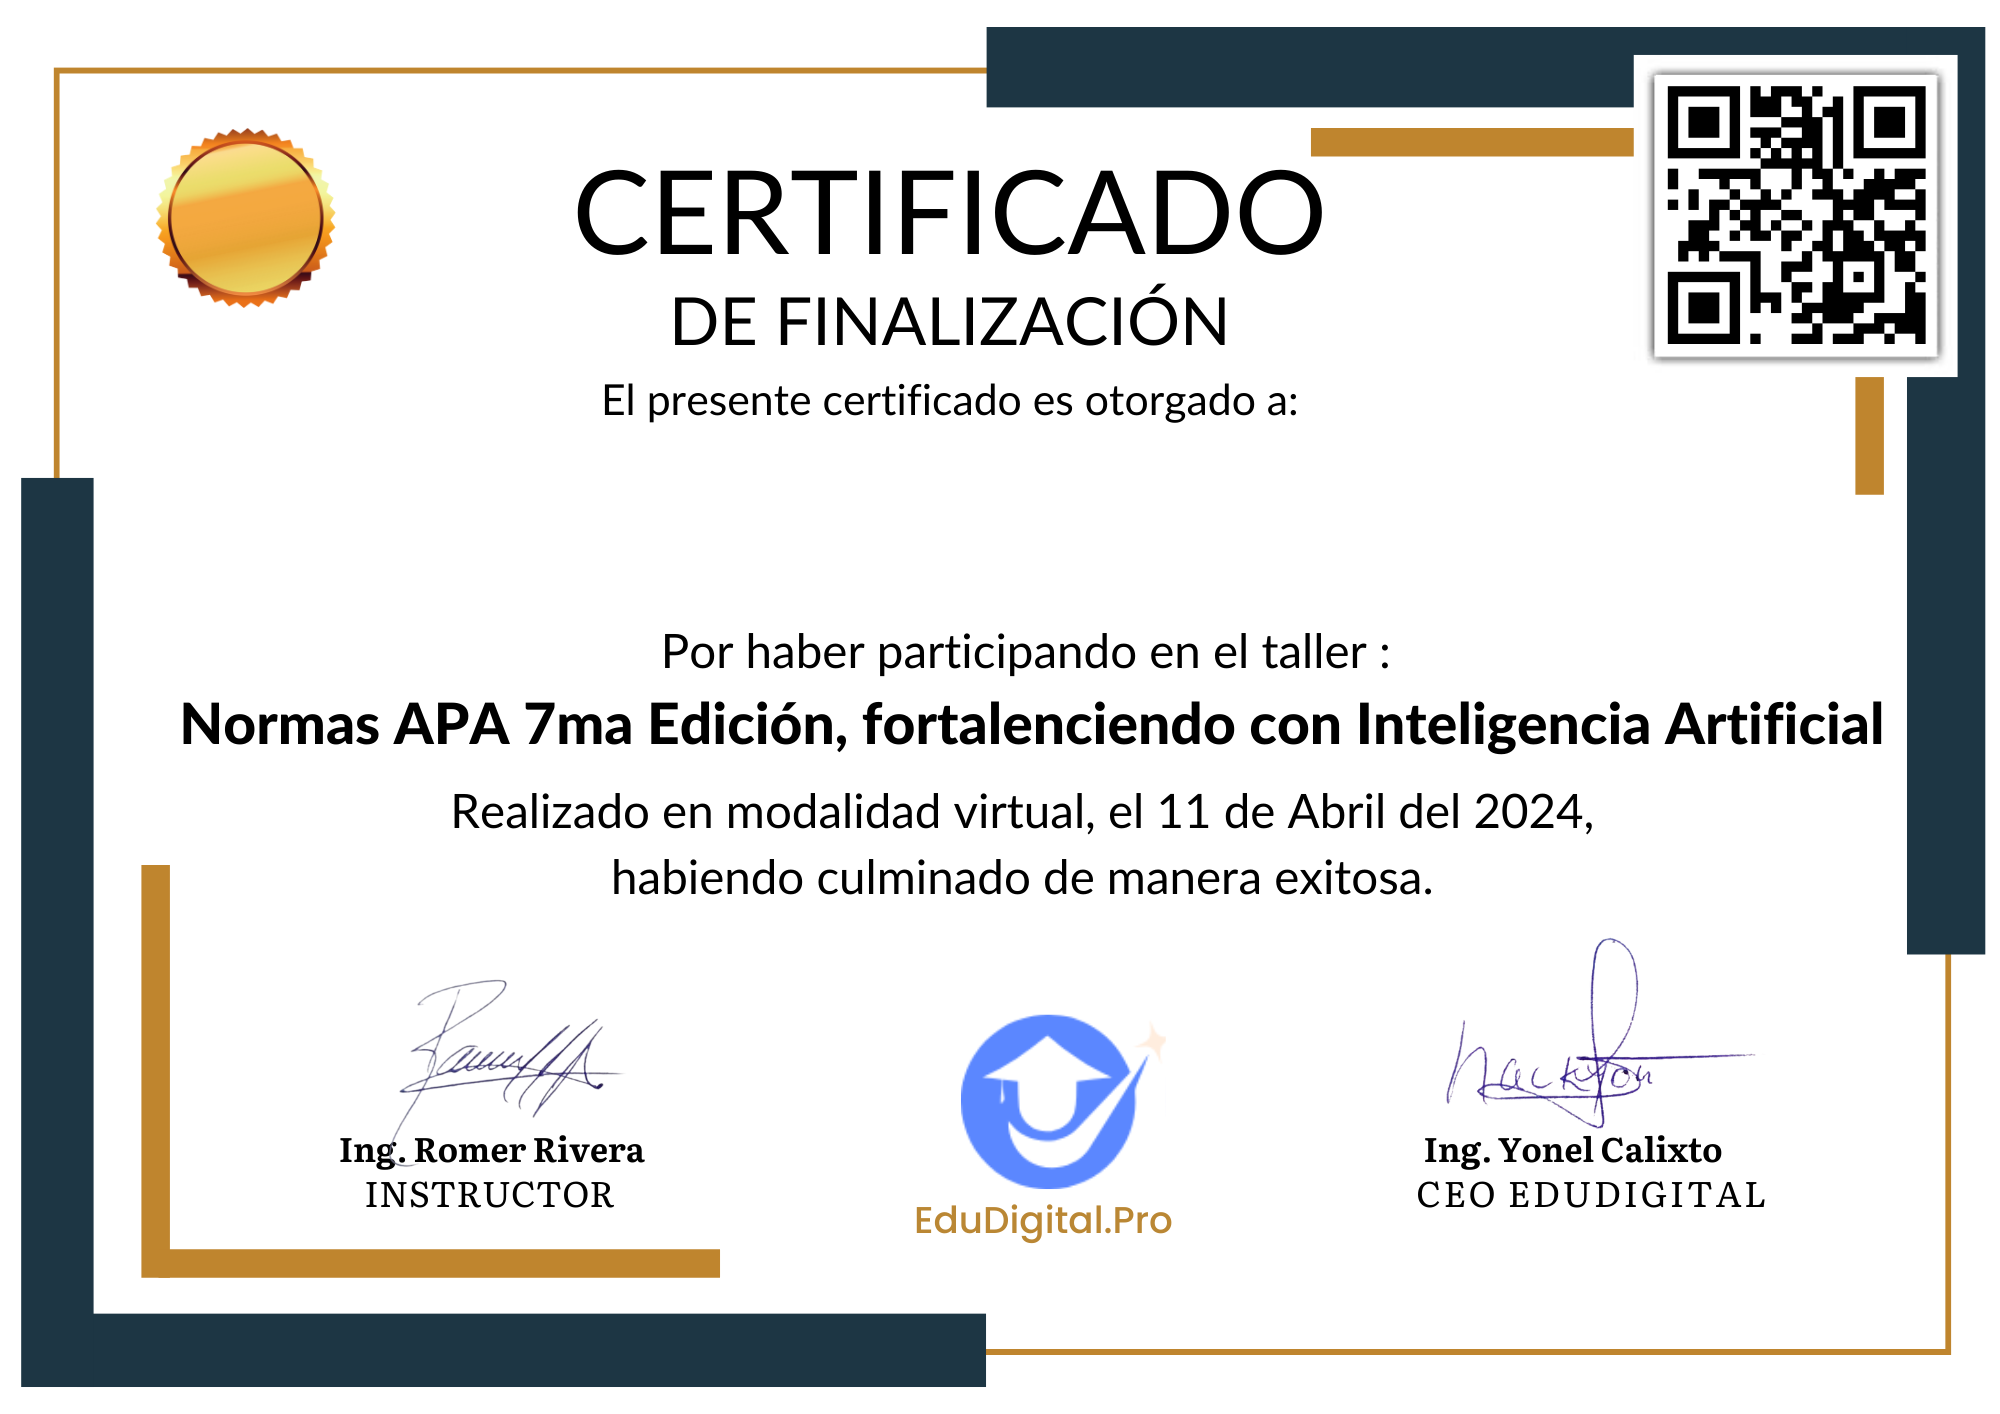 CERTIFICADO
DE FINALIZACIÓN
El presente certificado es otorgado a:
Por haber participando en el taller :
Normas APA 7ma Edición, fortalenciendo con Inteligencia Artificial
Realizado en modalidad virtual, el 11 de Abril del 2024,
habiendo culminado de manera exitosa.
Ing. Romer Rivera
INSTRUCTOR
EduDigital.Pro
Ing. Yonel Calixto
CEO EDUDIGITAL